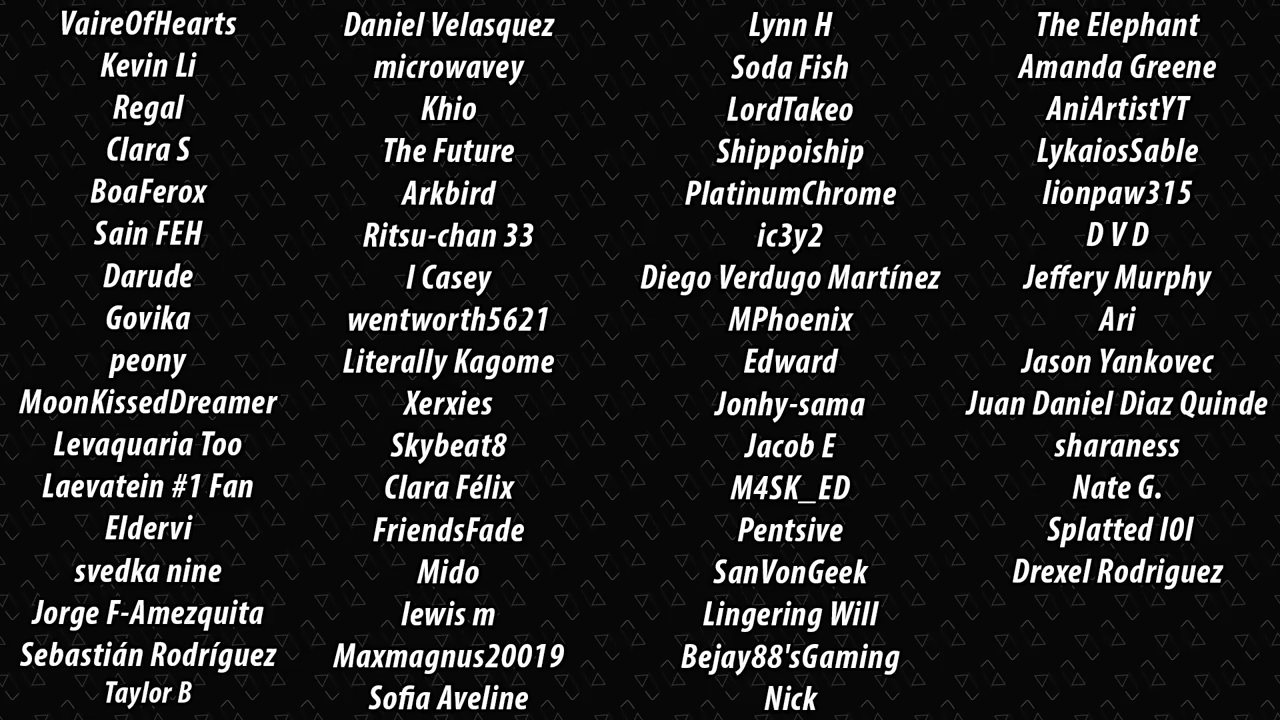 VaireOfHearts
Kevin Li
Regal
Clara S
BoaFerox
Sain FEH
Darude
Govika
peony
MoonKissedDreamer
Levaquaria Too
Laevatein #1 Fan
Eldervi
svedka nine
Jorge F-Amezquita
Sebastián Rodríguez
Taylor B
Daniel Velasquez
microwavey
Khio
The Future
Arkbird
Ritsu-chan 33
I Casey
wentworth5621
Literally Kagome
Xerxies
Skybeat8
Clara Félix
FriendsFade
Mido
lewis m
Maxmagnus20019
Sofia Aveline
Lynn H
Soda Fish
LordTakeo
Shippoiship
PlatinumChrome
ic3y2
Diego Verdugo Martínez
MPhoenix
Edward
Jonhy-sama
Jacob E
M4SK_ED
Pentsive
SanVonGeek
Lingering Will
Bejay88'sGaming
Nick
The Elephant
Amanda Greene
AniArtistYT
LykaiosSable
lionpaw315
D V D
Jeffery Murphy
Ari
Jason Yankovec
Juan Daniel Diaz Quinde
sharaness
Nate G.
Splatted I0I
Drexel Rodriguez